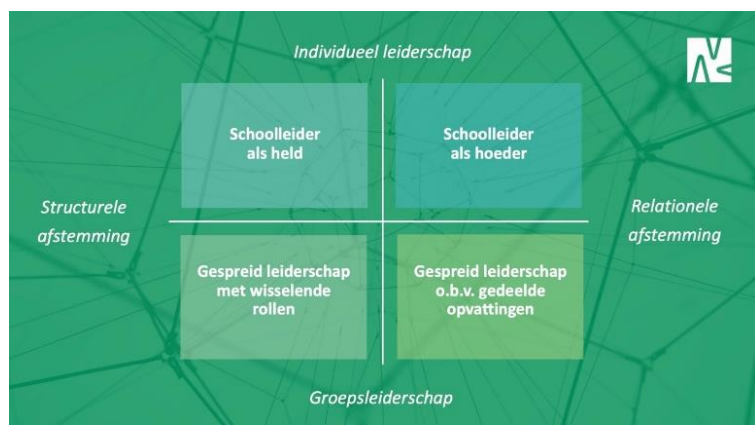 Individueel leiderschap
Schoolleider
als held
Schoolleider
als hoeder
Structurele
afstemming
Relationele
afstemming
Gespreid leiderschap
met wisselende
rollen
Gespreid leiderschap
o.b.v. gedeelde
opvattingen
Groepsleiderschap